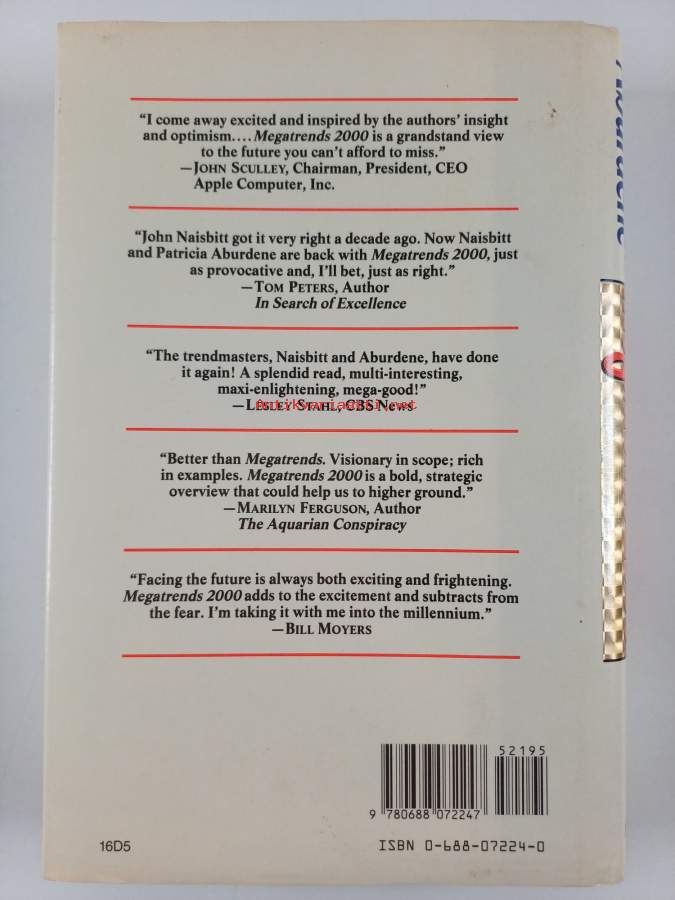 “I come away excited and inspired by the authors’ insight
and optimism.... Megatrends 2000 is a grandstand view
to the future you can’t afford to miss.”
—JOHN SCULLEY, Chairman, President, CEO
Apple Computer, Inc.
“John Naisbitt got it very right a decade ago. Now Naisbitt
and Patricia Aburdene are back with Megatrends 2000, just
as provocative and, I’ll bet, just as right.”
—TOM PETERS, Author
In Search of Excellence
“The trendmasters, Naisbitt and Aburdene, have done
it again! A splendid read, multi-interesting,
maxi-enlightening, mega-good!”
—LESLEY STAHL, CBS News
antikvariaatti.net
“Better than Megatrends. Visionary in scope; rich
in examples. Megatrends 2000 is a bold, strategic
overview that could help us to higher ground.”
—MARILYN FERGUSON, Author
The Aquarian Conspiracy
“Facing the future is always both exciting and frightening.
Megatrends 2000 adds to the excitement and subtracts from
the fear. I’m taking it with me into the millennium.”
—BILL MOYERS
52195
9 780688 072247
16D5
ISBN 0-688-07224-0
Aburdene